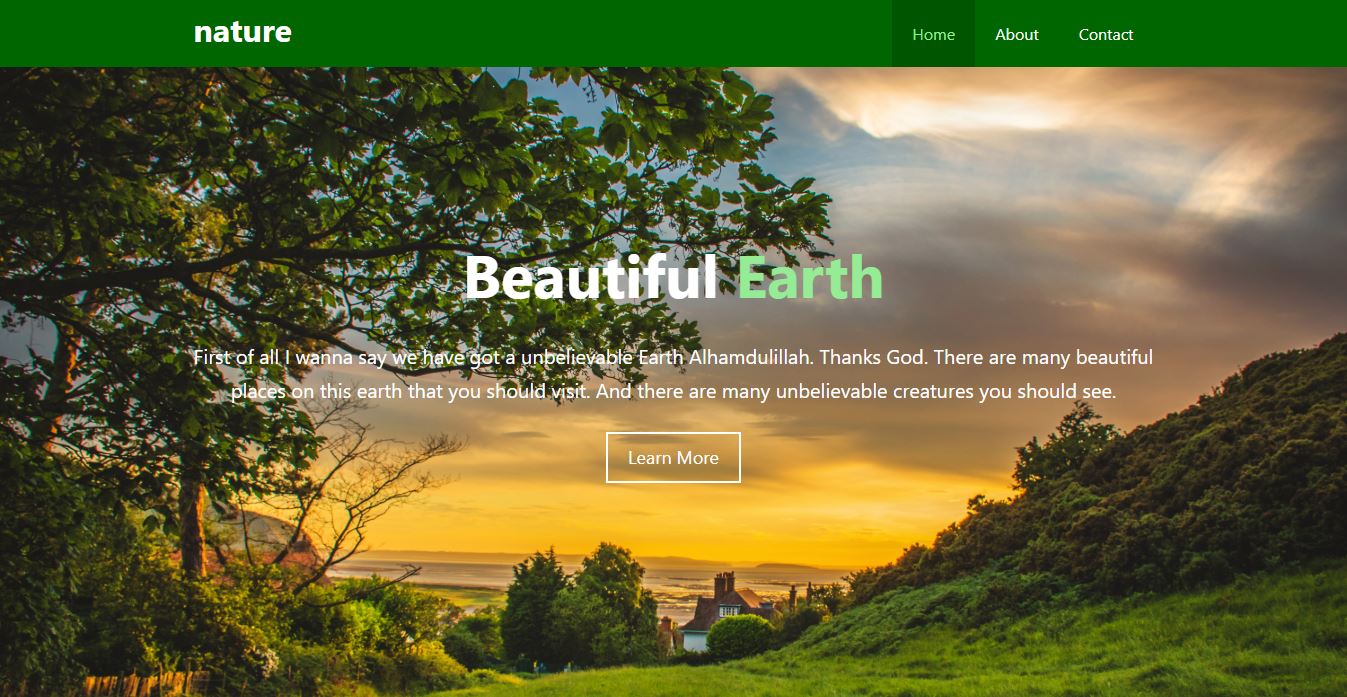 nature
Home About Contact
Beautiful Earth
First of all I wanna say we have got a unbelievable Earth Alhamdulillah. Thanks God. There are many beautiful
places on this earth that you should visit. And there are many unbelievable creatures you should see.
Learn More